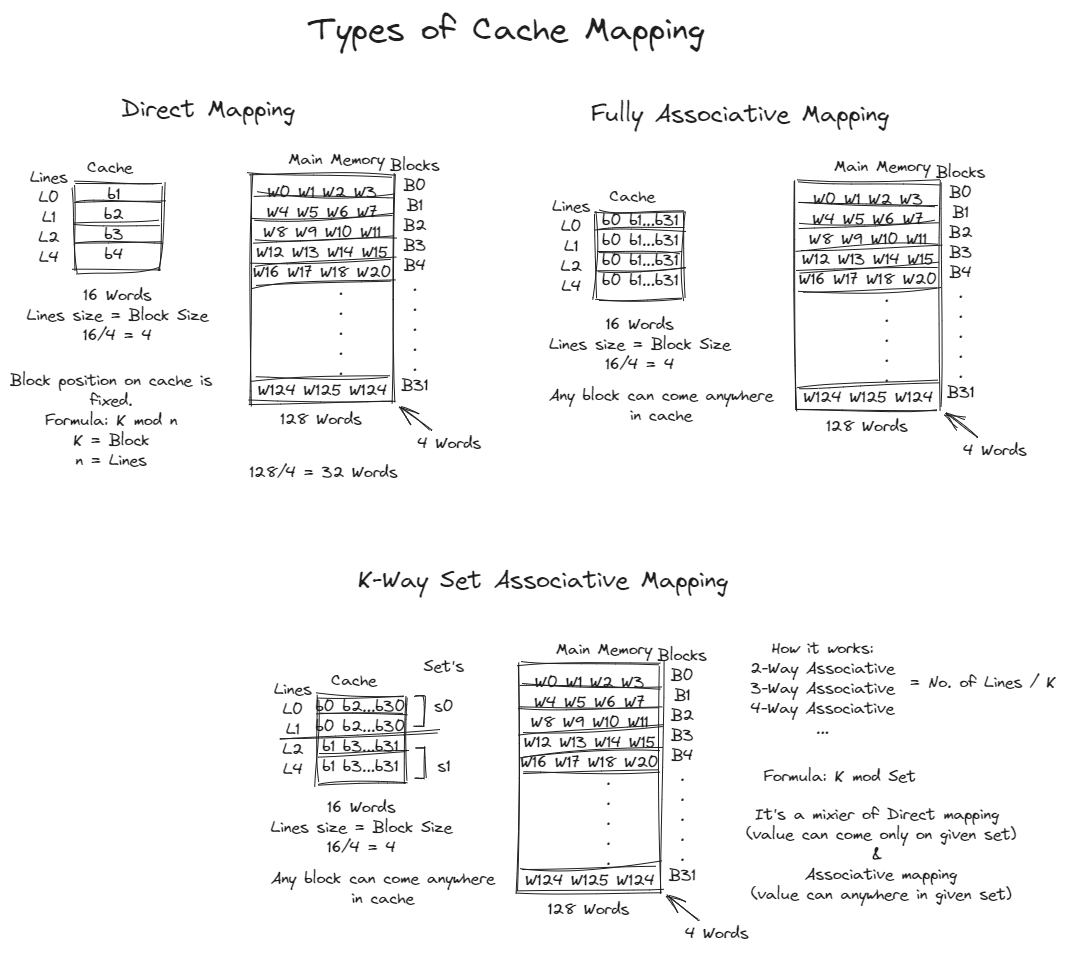 Types of Cache Mapping
Direct Mapping
Lines
Cache
L0
L1
L2
L4
b1
b2
b3
b4
16 Words
Lines size = Block Size
16/4 = 4
Block position on cache is
fixed.
Formula: K mod n
K = Block
n = Lines
Main Memory
Blocks
W0 W1 W2 W3
B0
W4 W5 W6 W7
B1
W8 W9 W10 W11
B2
W12 W13 W14 W15
B3
W16 W17 W18 W20
B4
W124 W125 W124
B31
128 Words
4 Words
128/4 = 32 Words
Fully Associative Mapping
Lines
Cache
L0
b0 b1...b31
L1
b0 b1...b31
L2
b0 b1...b31
L4
b0 b1...b31
16 Words
Lines size = Block Size
16/4 = 4
Any block can come anywhere
in cache
Main Memory
Blocks
W0 W1 W2 W3
B0
W4 W5 W6 W7
B1
W8 W9 W10 W11
B2
W12 W13 W14 W15
B3
W16 W17 W18 W20
B4
W124 W125 W124
B31
128 Words
4 Words
K-Way Set Associative Mapping
Lines
Cache
Set's
L0
b0 b2...b30
L1
b0 b2...b30
s0
L2
b1 b3...b31
L4
b1 b3...b31
s1
16 Words
Lines size = Block Size
16/4 = 4
Any block can come anywhere
in cache
Main Memory
Blocks
W0 W1 W2 W3
B0
W4 W5 W6 W7
B1
W8 W9 W10 W11
B2
W12 W13 W14 W15
B3
W16 W17 W18 W20
B4
W124 W125 W124
B31
128 Words
4 Words
How it works:
2-Way Associative
3-Way Associative
4-Way Associative
...
= No. of Lines / K
Formula: K mod Set
It's a mixier of Direct mapping
(value can come only on given set)
&
Associative mapping
(value can anywhere in given set)